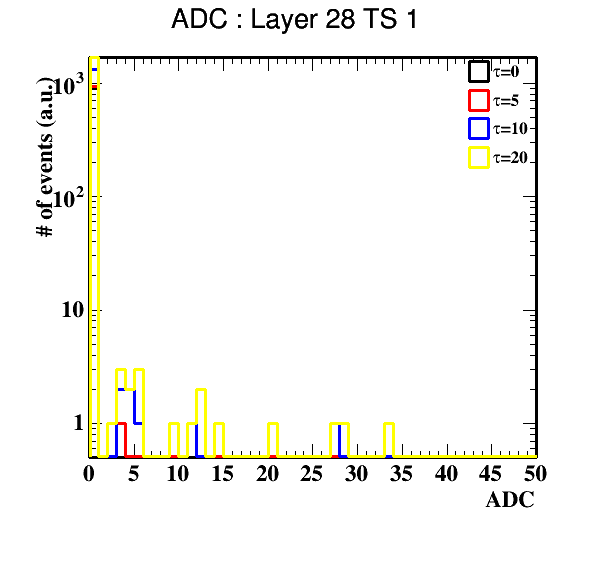 ADC : Layer 28 TS 1
# of events (a.u.)
10³
10²
10
1
τ=0
τ=5
τ=10
τ=20
0 5 10 15 20 25 30 35 40 45 50
ADC